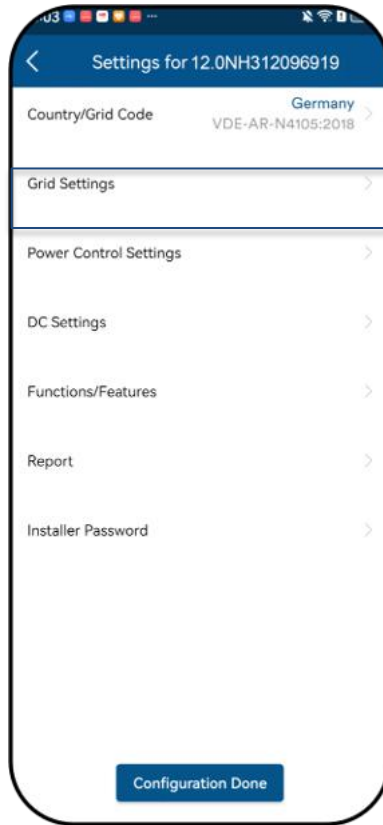 :03
Settings for 12.0NH312096919
Country/Grid Code
Germany
VDE-AR-N4105:2018
Grid Settings
Power Control Settings
DC Settings
Functions/Features
Report
Installer Password
Configuration Done